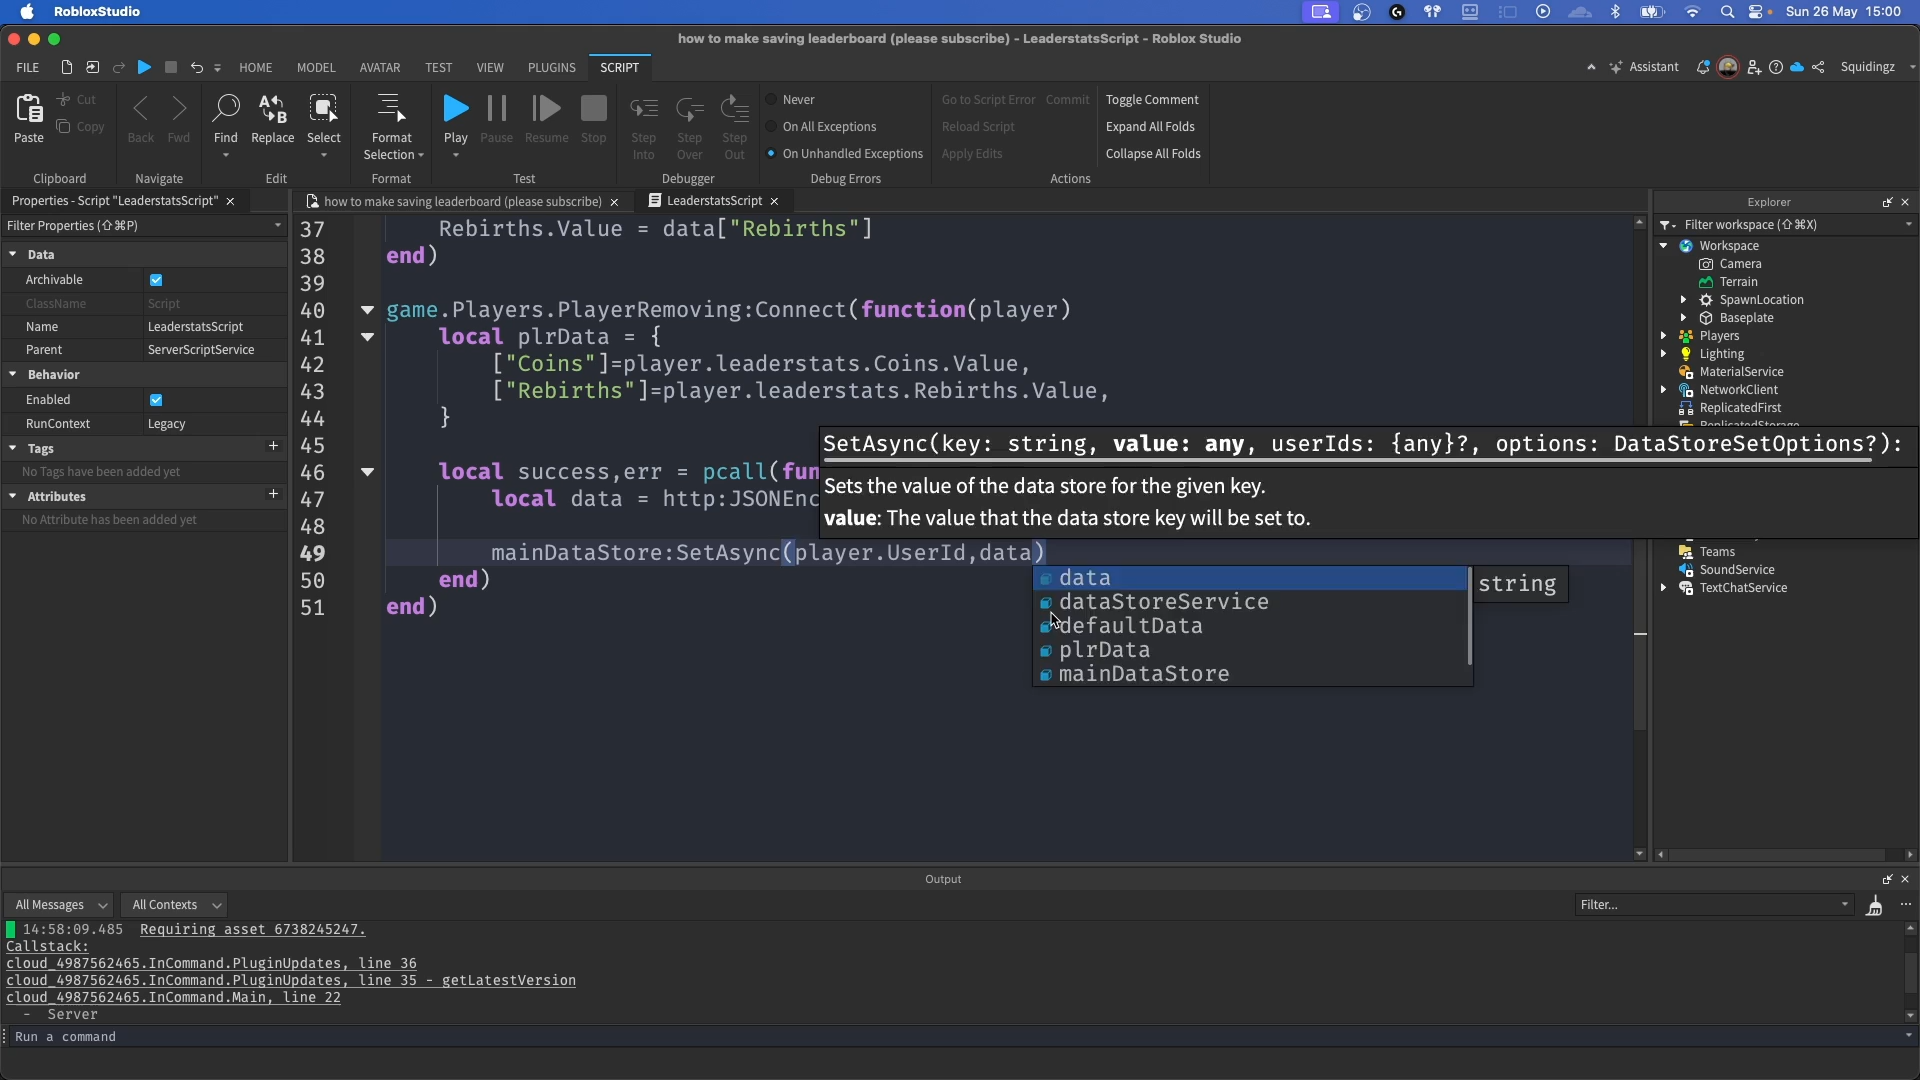 RobloxStudio
Sun 26 May 15:00
how to make saving leaderboard (please subscribe) - LeaderstatsScript - Roblox Studio
FILE HOME MODEL AVATAR TEST VIEW PLUGINS SCRIPT Assistant Squidingz
Paste Cut Copy Back Fwd Find Replace Select Format Selection Play Pause Resume Stop Step Into Step Over Step Out
Never
On All Exceptions
On Unhandled Exceptions
Go to Script Error Commit
Reload Script
Apply Edits
Toggle Comment
Expand All Folds
Collapse All Folds
Clipboard Navigate Edit Format Test Debugger Debug Errors Actions
Properties - Script "LeaderstatsScript"
Filter Properties (⇧⌘P)
Data
Archivable
ClassName Script
Name LeaderstatsScript
Parent ServerScriptService
Behavior
Enabled
RunContext Legacy
Tags +
No Tags have been added yet
Attributes +
No Attribute has been added yet
how to make saving leaderboard (please subscribe) LeaderstatsScript
37 Rebirths.Value = data["Rebirths"]
38 end)
39
40 game.Players.PlayerRemoving:Connect(function(player)
41 local plrData = {
42 ["Coins"]=player.leaderstats.Coins.Value,
43 ["Rebirths"]=player.leaderstats.Rebirths.Value,
44 }
45
46 local success,err = pcall(fun
47 local data = http:JSONEnc
48
49 mainDataStore:SetAsync(player.UserId,data)
50 end)
51 end)
SetAsync(key: string, value: any, userIds: {any}?, options: DataStoreSetOptions?):
Sets the value of the data store for the given key.
value: The value that the data store key will be set to.
data
dataStoreService
defaultData
plrData
mainDataStore
string
Explorer
Filter workspace (⇧⌘X)
Workspace
Camera
Terrain
SpawnLocation
Baseplate
Players
Lighting
MaterialService
NetworkClient
ReplicatedFirst
ReplicatedStorage
Teams
SoundService
TextChatService
Output
All Messages All Contexts Filter...
14:58:09.485 Requiring asset 6738245247.
Callstack:
cloud_4987562465.InCommand.PluginUpdates, line 36
cloud_4987562465.InCommand.PluginUpdates, line 35 - getLatestVersion
cloud_4987562465.InCommand.Main, line 22
- Server
Run a command